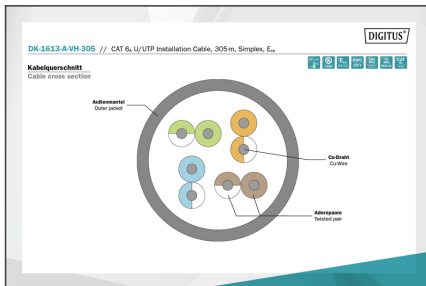 DIGITUS®
DK-1613-A-VH-305 // CAT 6A U/UTP Installation Cable, 305 m, Simplex, Eca
Kabelquerschnitt
Cable cross section
Außenmantel
Outer jacket
Cu-Draht
Cu-Wire
Adernpaare
Twisted pair